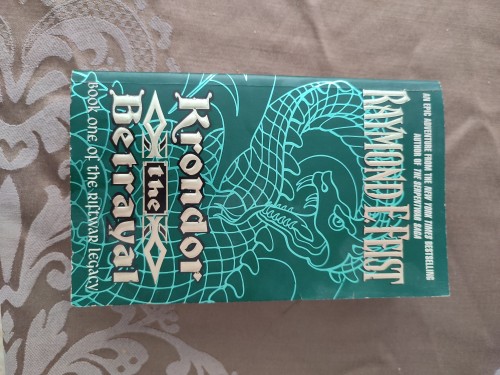 AN EPIC ADVENTURE FROM THE NEW YORK TIMES BESTSELLING
AUTHOR OF THE SERPENTWAR SAGA
RAYMOND E. FEIST
Krondor
the
Betrayal
BOOK ONE OF THE RIFTWAR LEGACY